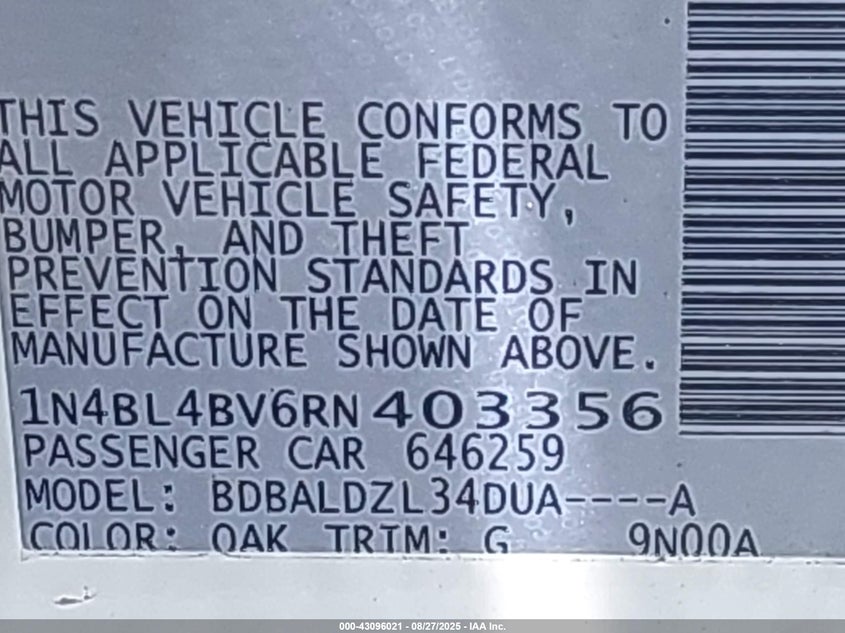 THIS VEHICLE CONFORMS TO
ALL APPLICABLE FEDERAL
MOTOR VEHICLE SAFETY,
BUMPER, AND THEFT
PREVENTION STANDARDS IN
EFFECT ON THE DATE OF
MANUFACTURE SHOWN ABOVE.
1N4BL4BV6RN403356
PASSENGER CAR 646259
MODEL: BDBALDZL34DUA----A
COLOR: QAK TRIM: G 9N00A
000-43096021 - 08/27/2025 - IAA Inc.